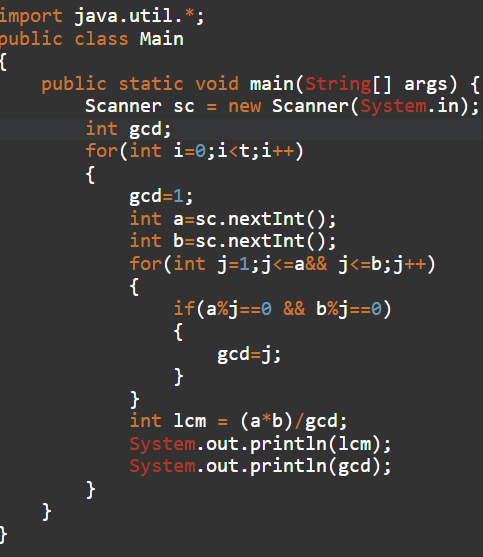 import java.util.*;
public class Main
{
    public static void main(String[] args) {
        Scanner sc = new Scanner(System.in);
        int gcd;
        for(int i=0;i<t;i++)
        {
            gcd=1;
            int a=sc.nextInt();
            int b=sc.nextInt();
            for(int j=1;j<=a&& j<=b;j++)
            {
                if(a%j==0 && b%j==0)
                {
                    gcd=j;
                }
            }
            int lcm = (a*b)/gcd;
            System.out.println(lcm);
            System.out.println(gcd);
        }
    }
}